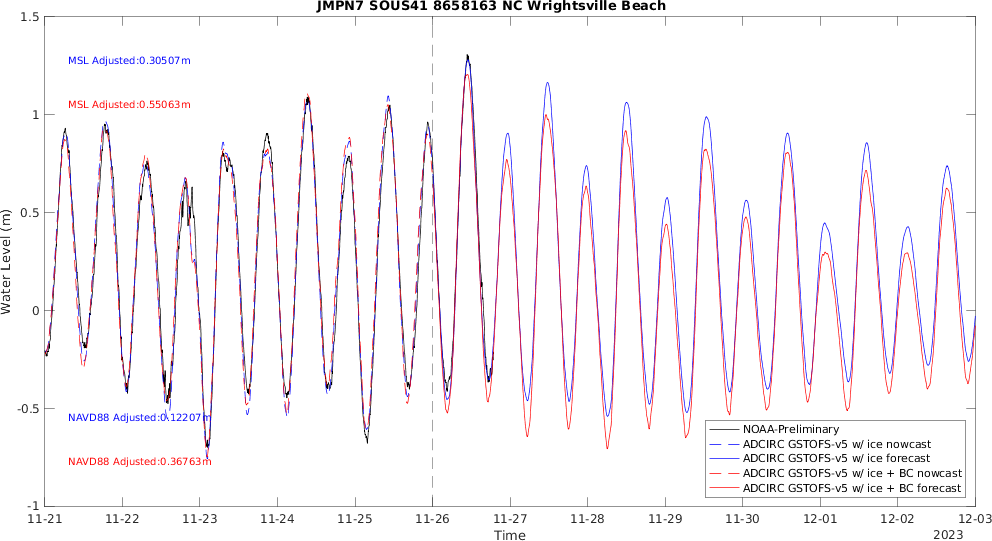 JMPN7 SOUS41 8658163 NC Wrightsville Beach
1.5
1
0.5
0
-0.5
-1
Water Level (m)
MSL Adjusted:0.30507m
MSL Adjusted:0.55063m
NAVD88 Adjusted:0.12207m
NAVD88 Adjusted:0.36763m
NOAA-Preliminary
ADCIRC GSTOFS-v5 w/ ice nowcast
ADCIRC GSTOFS-v5 w/ ice forecast
ADCIRC GSTOFS-v5 w/ ice + BC nowcast
ADCIRC GSTOFS-v5 w/ ice + BC forecast
11-21 11-22 11-23 11-24 11-25 11-26 11-27 11-28 11-29 11-30 12-01 12-02 12-03
Time
2023